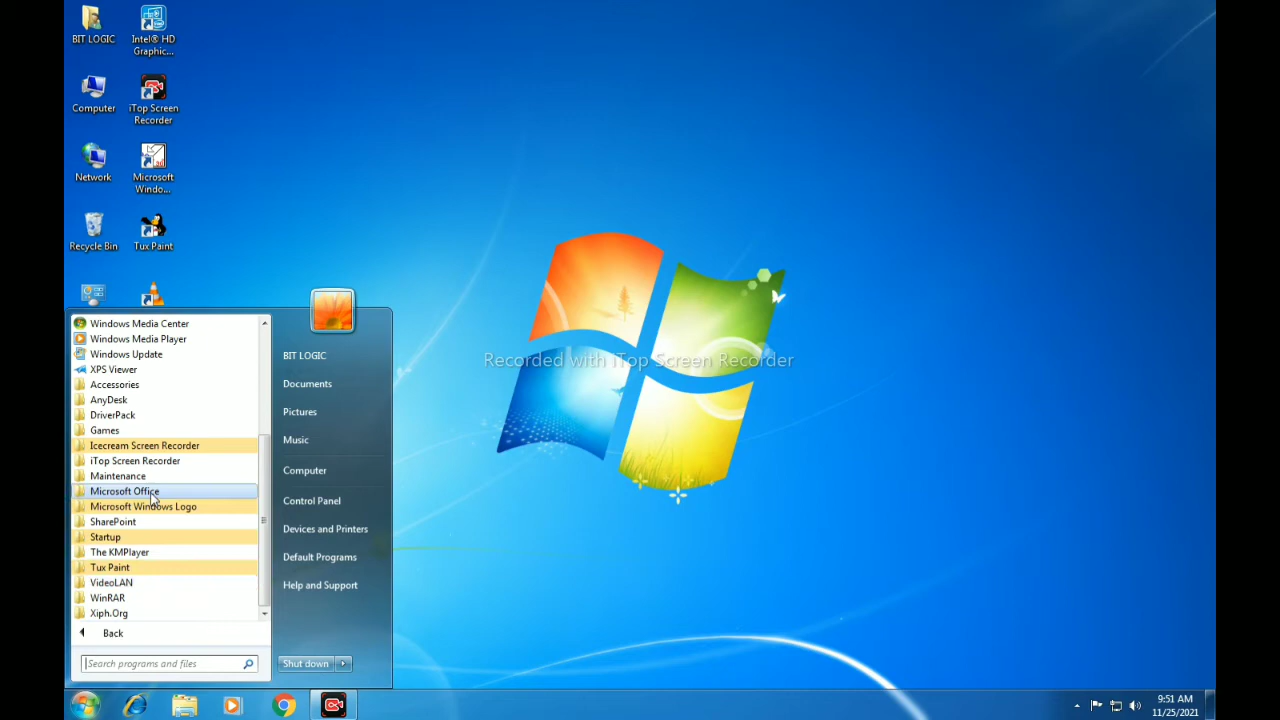 BIT LOGIC
Intel® HD
Graphic...
Computer
iTop Screen
Recorder
Network
Microsoft
Windo...
Recycle Bin
Tux Paint
Windows Media Center
Windows Media Player
Windows Update
XPS Viewer
Accessories
AnyDesk
DriverPack
Games
Icecream Screen Recorder
iTop Screen Recorder
Maintenance
Microsoft Office
Microsoft Windows Logo
SharePoint
Startup
The KMPlayer
Tux Paint
VideoLAN
WinRAR
Xiph.Org
Back
Search programs and files
BIT LOGIC
Documents
Pictures
Music
Computer
Control Panel
Devices and Printers
Default Programs
Help and Support
Shut down
Recorded with iTop Screen Recorder
9:51 AM
11/25/2021